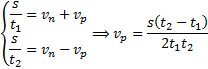 { s/t₁ = vₙ + vₚ
{ s/t₂ = vₙ − vₚ ⟹ vₚ = s(t₂ − t₁)/2t₁t₂